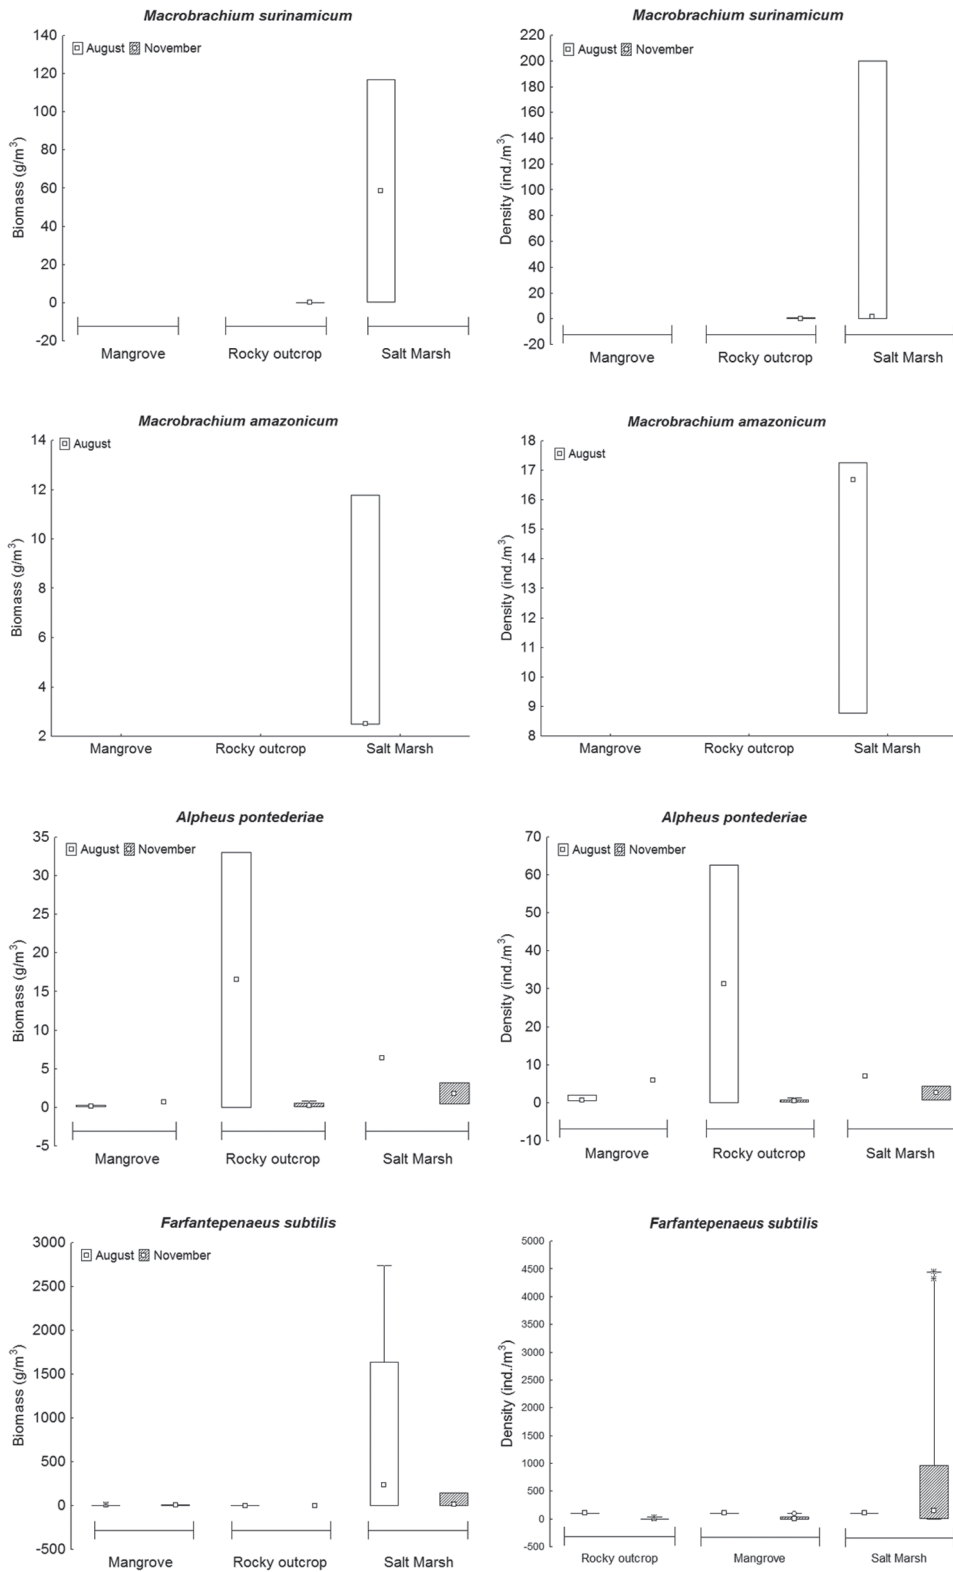 Macrobrachium surinamicum
August November
Biomass (g/m³)
140
120
100
80
60
40
20
0
-20
Mangrove Rocky outcrop Salt Marsh
Macrobrachium surinamicum
August November
Density (ind./m³)
220
200
180
160
140
120
100
80
60
40
20
0
-20
Mangrove Rocky outcrop Salt Marsh
Macrobrachium amazonicum
August
Biomass (g/m³)
14
12
10
8
6
4
2
Mangrove Rocky outcrop Salt Marsh
Macrobrachium amazonicum
August
Density (ind./m³)
18
17
16
15
14
13
12
11
10
9
8
Mangrove Rocky outcrop Salt Marsh
Alpheus pontederiae
August November
Biomass (g/m³)
35
30
25
20
15
10
5
0
-5
Mangrove Rocky outcrop Salt Marsh
Alpheus pontederiae
August November
Density (ind./m³)
70
60
50
40
30
20
10
0
-10
Mangrove Rocky outcrop Salt Marsh
Farfantepenaeus subtilis
August November
Biomass (g/m³)
3000
2500
2000
1500
1000
500
0
-500
Mangrove Rocky outcrop Salt Marsh
Farfantepenaeus subtilis
Density (ind./m³)
5000
4500
4000
3500
3000
2500
2000
1500
1000
500
0
-500
Rocky outcrop Mangrove Salt Marsh